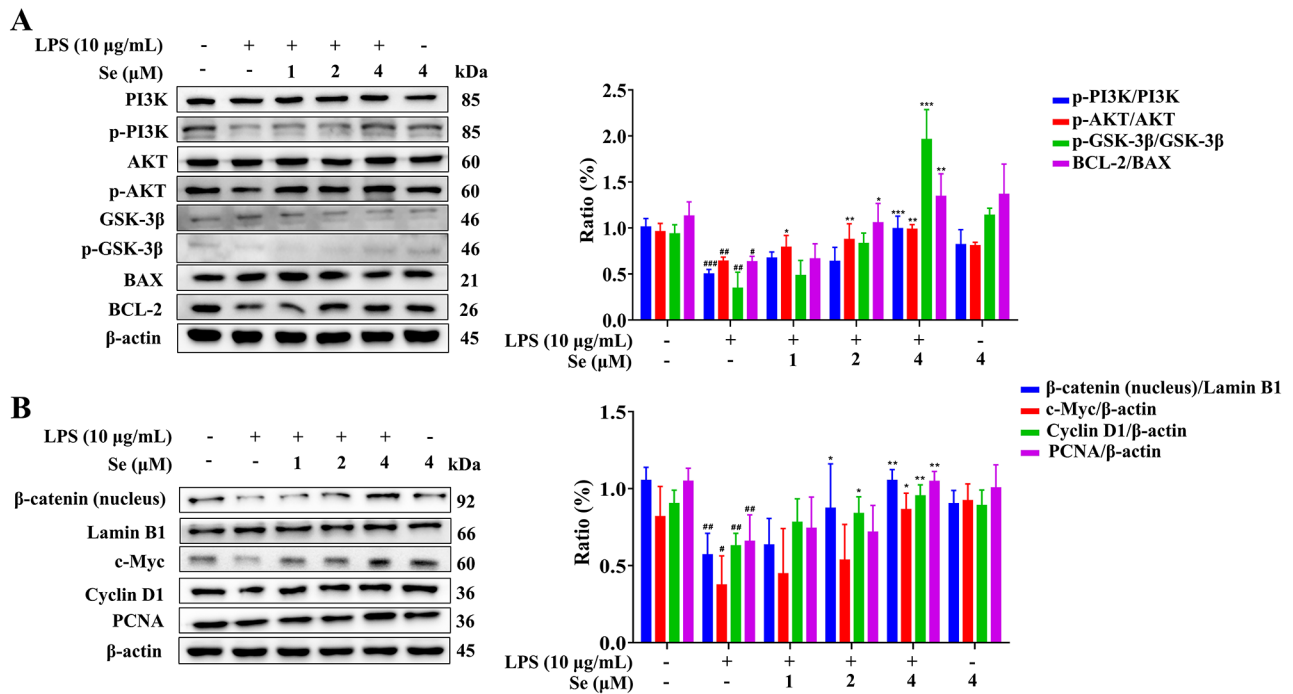 A
LPS (10 μg/mL) - + + + + -
Se (μM) - - 1 2 4 4 kDa
PI3K 85
p-PI3K 85
AKT 60
p-AKT 60
GSK-3β 46
p-GSK-3β 46
BAX 21
BCL-2 26
β-actin 45
Ratio (%)
2.5
2.0
1.5
1.0
0.5
0.0
### ## ## # * ** * *** ** *** **
LPS (10 μg/mL) - + + + + -
Se (μM) - - 1 2 4 4
p-PI3K/PI3K
p-AKT/AKT
p-GSK-3β/GSK-3β
BCL-2/BAX
B
LPS (10 μg/mL) - + + + + -
Se (μM) - - 1 2 4 4 kDa
β-catenin (nucleus) 92
Lamin B1 66
c-Myc 60
Cyclin D1 36
PCNA 36
β-actin 45
Ratio (%)
1.5
1.0
0.5
0.0
## # ## ## * * ** * ** **
LPS (10 μg/mL) - + + + + -
Se (μM) - - 1 2 4 4
β-catenin (nucleus)/Lamin B1
c-Myc/β-actin
Cyclin D1/β-actin
PCNA/β-actin